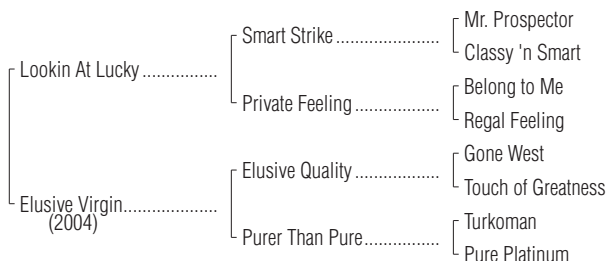 Mr. Prospector
Smart Strike ....................
Classy 'n Smart
Lookin At Lucky ...............
Belong to Me
Private Feeling .................
Regal Feeling
Gone West
Elusive Quality .................
Touch of Greatness
Elusive Virgin...................
(2004)
Turkoman
Purer Than Pure...............
Pure Platinum